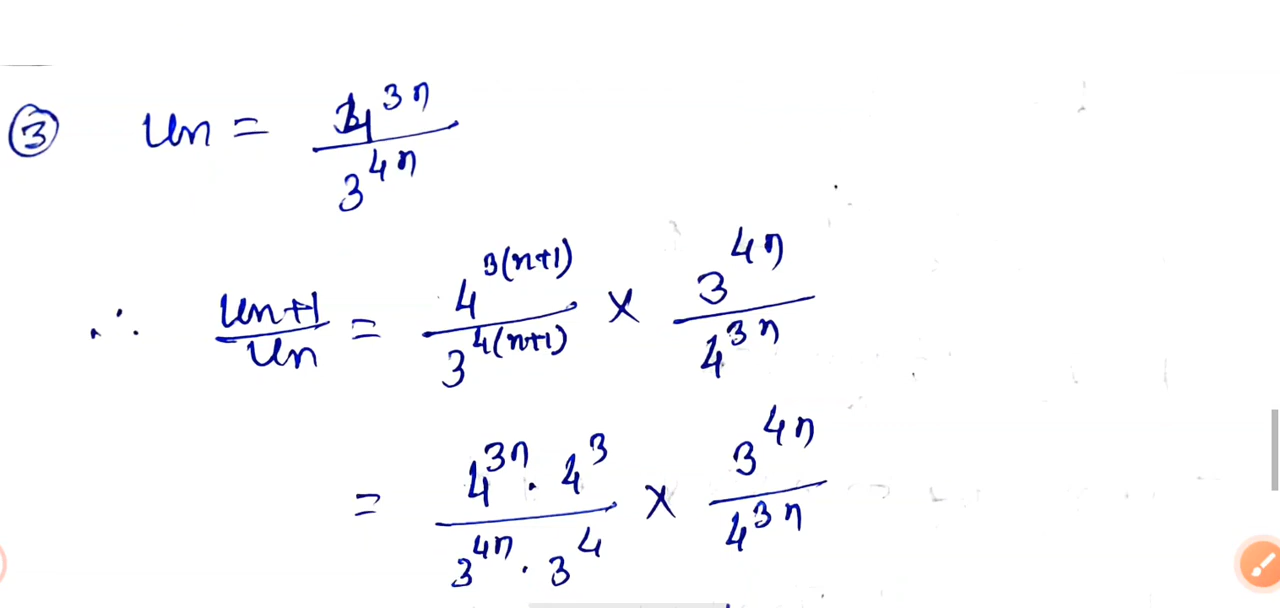 ③ Un = 4^{3n} / 3^{4n}
∴ Un+1 / Un = 4^{3(n+1)} / 3^{4(n+1)} × 3^{4n} / 4^{3n}
= 4^{3n} . 4^3 / 3^{4n} . 3^4 × 3^{4n} / 4^{3n}